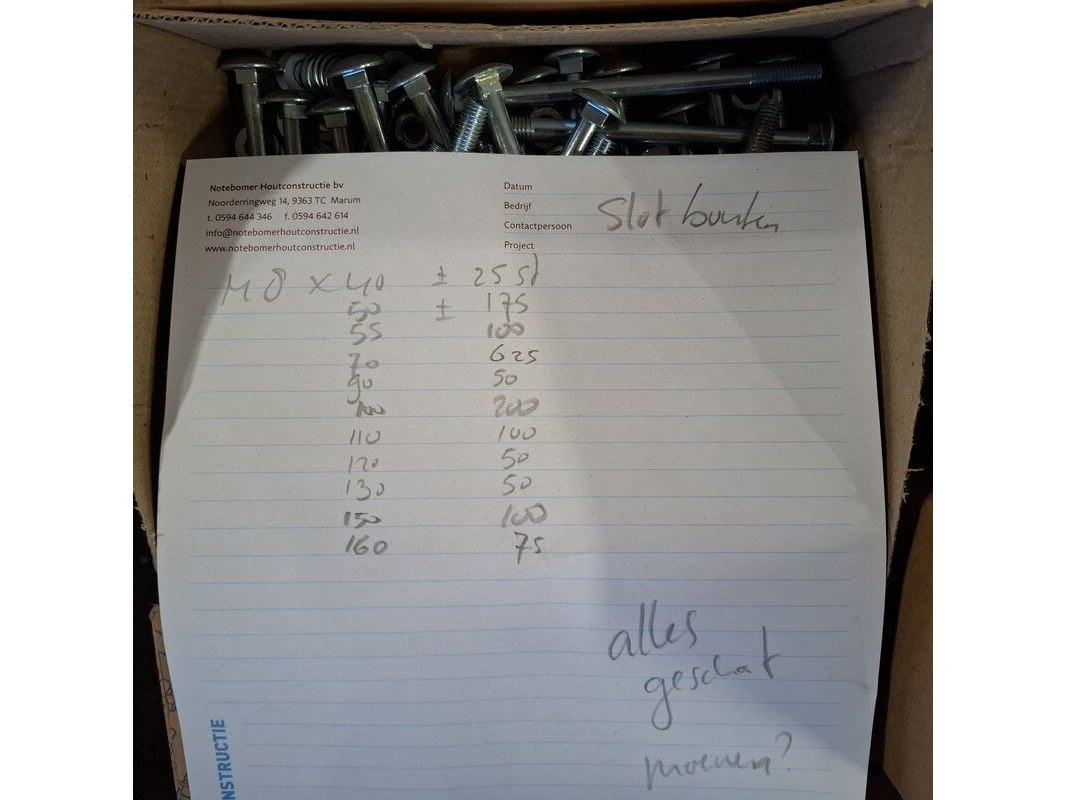 Notebomer Houtconstructie bv
Noorderringweg 14, 9363 TC Marum
t. 0594 644 346 f. 0594 642 614
info@notebomerhoutconstructie.nl
www.notebomerhoutconstructie.nl
Datum
Bedrijf
Contactpersoon
Project
Slot bouten
M8 x 40 ± 25 st
50 ± 175
55 100
70 625
90 50
100 200
110 100
120 50
130 50
150 100
160 75
alles
geschat
moeren?
NSTRUCTIE